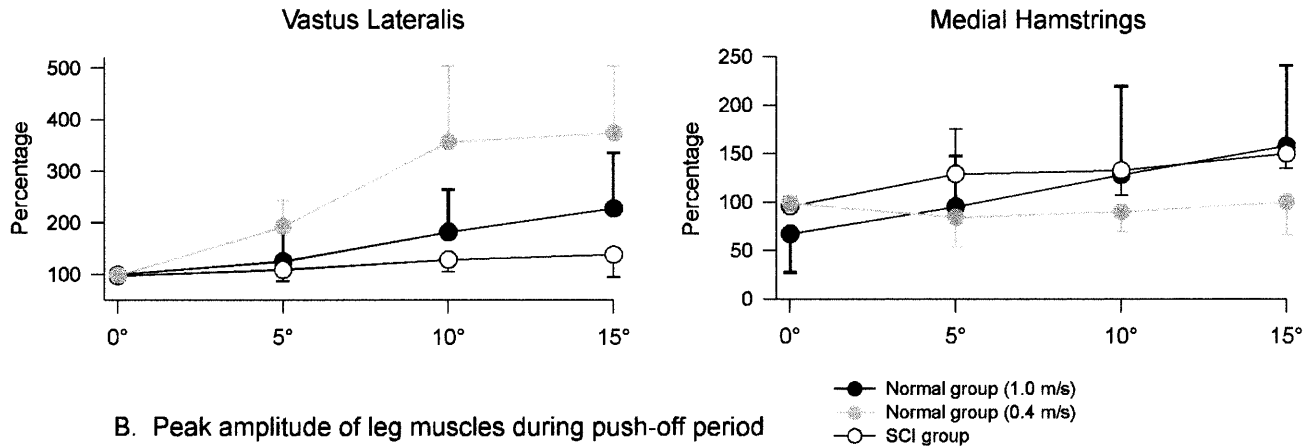 Vastus Lateralis
Percentage
500
400
300
200
100
0° 5° 10° 15°
Medial Hamstrings
Percentage
250
200
150
100
50
0
0° 5° 10° 15°
Normal group (1.0 m/s)
Normal group (0.4 m/s)
SCI group
B. Peak amplitude of leg muscles during push-off period